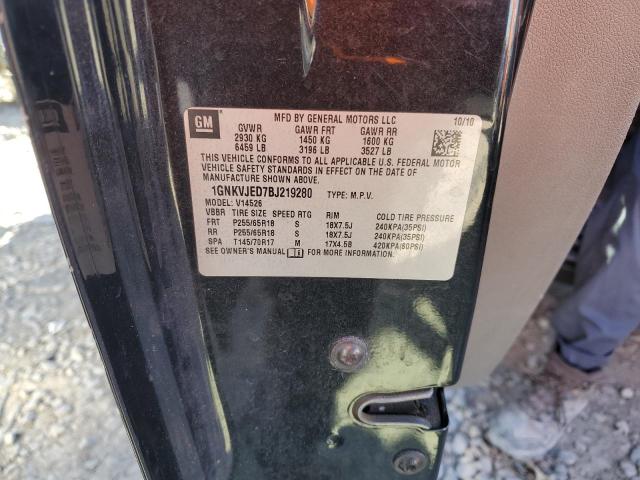 GM
MFD BY GENERAL MOTORS LLC 10/10
GVWR GAWR FRT GAWR RR
2930 KG 1450 KG 1600 KG
6459 LB 3196 LB 3527 LB
THIS VEHICLE CONFORMS TO ALL APPLICABLE U.S. FEDERAL MOTOR
VEHICLE SAFETY STANDARDS IN EFFECT ON THE DATE OF
MANUFACTURE SHOWN ABOVE.
1GNKVJED7BJ219280 TYPE: M.P.V.
MODEL: V14526
VBBR TIRE SIZE SPEED RTG RIM COLD TIRE PRESSURE
FRT P255/65R18 S 18X7.5J 240KPA(35PSI)
RR P255/65R18 S 18X7.5J 240KPA(35PSI)
SPA T145/70R17 M 17X4.5B 420KPA(60PSI)
SEE OWNER'S MANUAL FOR MORE INFORMATION.